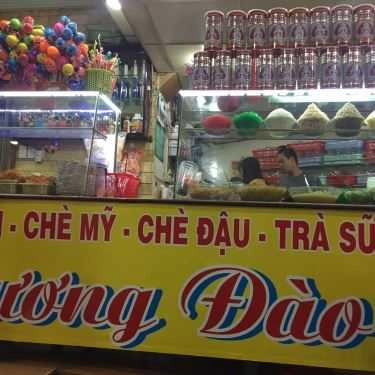 - CHÈ MỸ - CHÈ ĐẬU - TRÀ SỮ
ương Đào